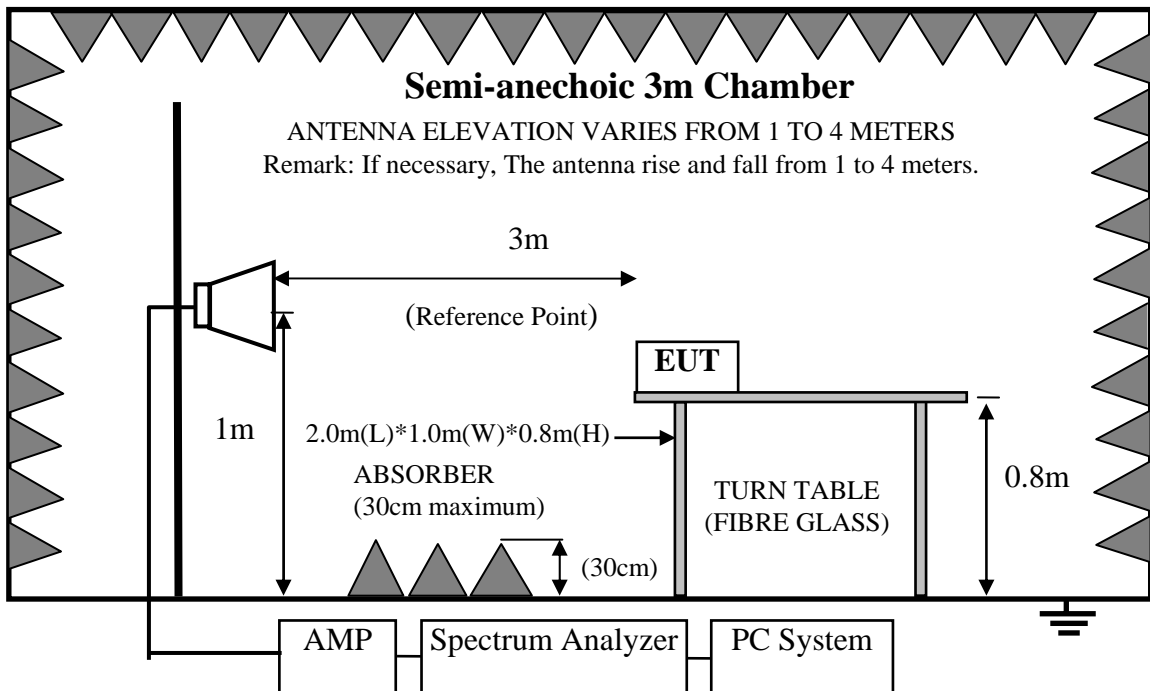 Semi-anechoic 3m Chamber
ANTENNA ELEVATION VARIES FROM 1 TO 4 METERS
Remark: If necessary, The antenna rise and fall from 1 to 4 meters.
3m
(Reference Point)
EUT
1m
2.0m(L)*1.0m(W)*0.8m(H)
ABSORBER
(30cm maximum)
TURN TABLE
(FIBRE GLASS)
0.8m
(30cm)
AMP
Spectrum Analyzer
PC System